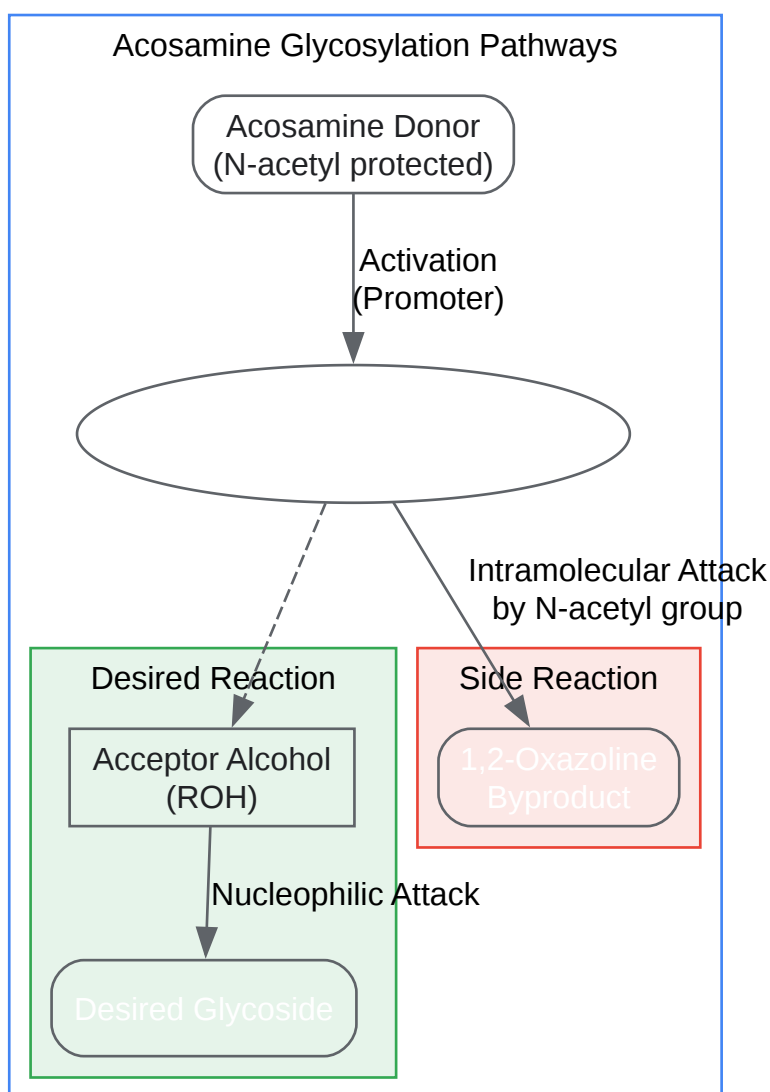 Acosamine Glycosylation Pathways
Acosamine Donor
(N-acetyl protected)
Activation
(Promoter)
Intramolecular Attack
by N-acetyl group
Desired Reaction
Side Reaction
Acceptor Alcohol
(ROH)
1,2-Oxazoline
Byproduct
Nucleophilic Attack
Desired Glycoside